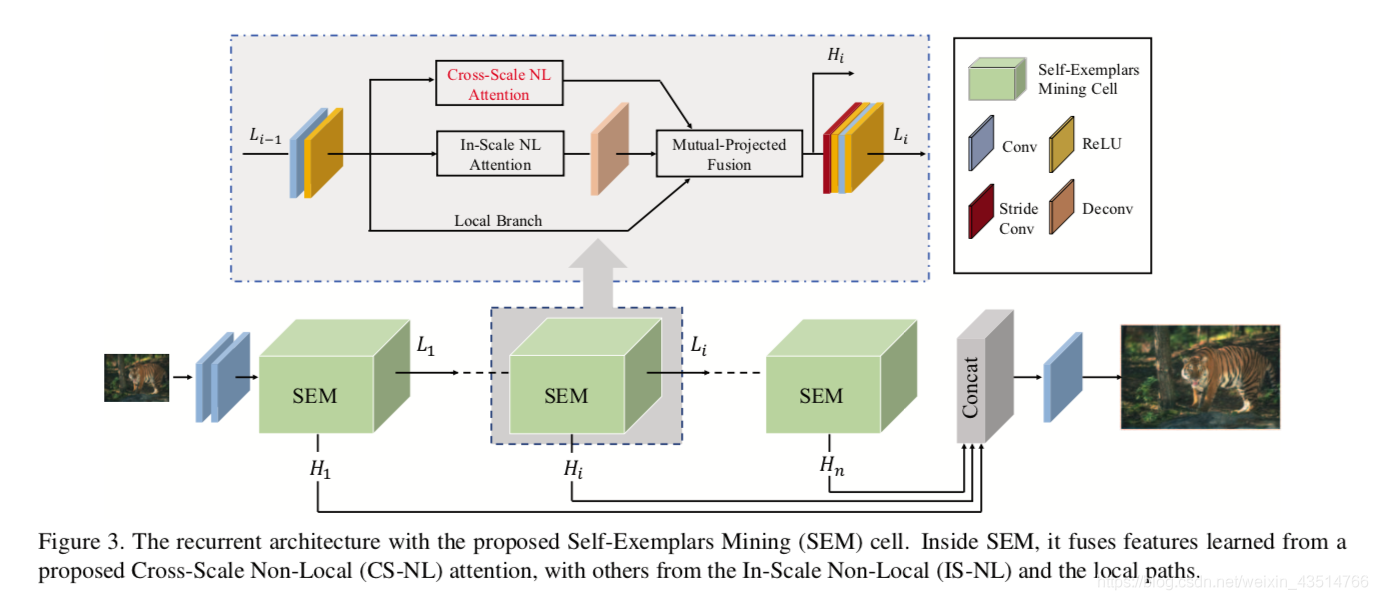 H_i
Cross-Scale NL
Attention
L_{i-1}
In-Scale NL
Attention
Mutual-Projected
Fusion
L_i
Local Branch
Self-Exemplars
Mining Cell
Conv
ReLU
Stride
Conv
Deconv
SEM
L_1
SEM
L_i
SEM
Concat
H_1
H_i
H_n
Figure 3. The recurrent architecture with the proposed Self-Exemplars Mining (SEM) cell. Inside SEM, it fuses features learned from a
proposed Cross-Scale Non-Local (CS-NL) attention, with others from the In-Scale Non-Local (IS-NL) and the local paths.
https://blog.csdn.net/weixin_43514766